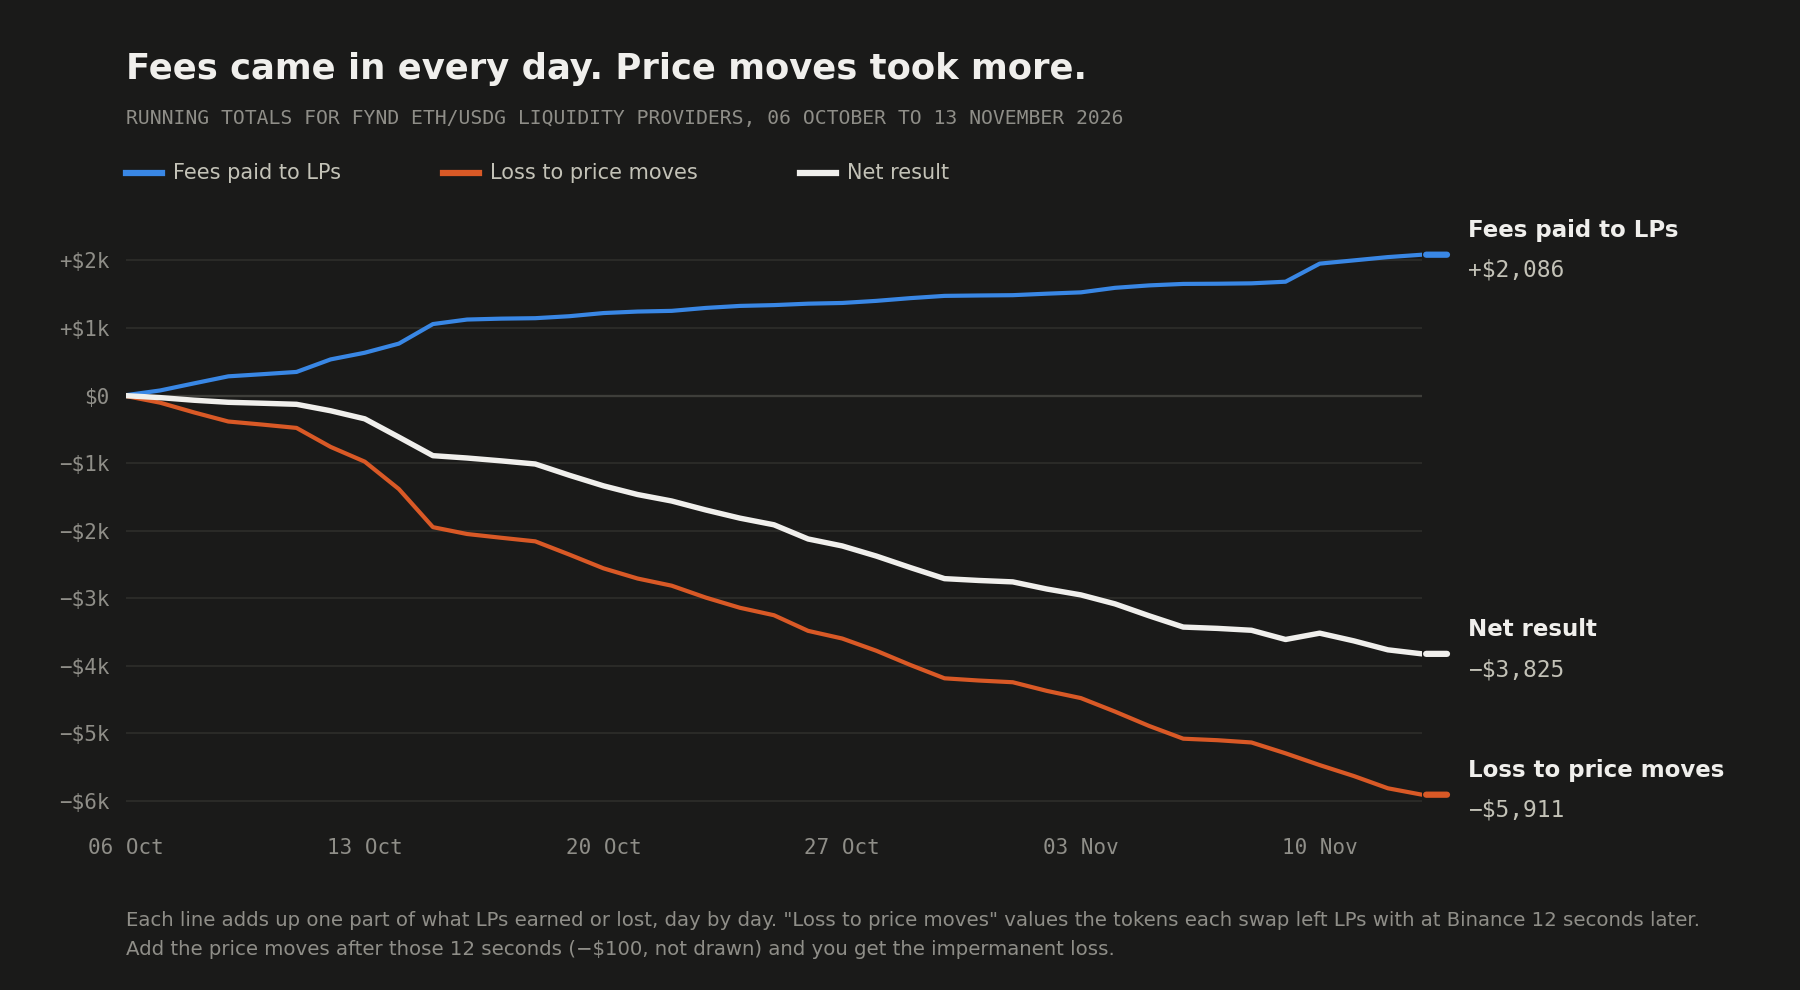 Fees came in every day. Price moves took more.
RUNNING TOTALS FOR FYND ETH/USDG LIQUIDITY PROVIDERS, 06 OCTOBER TO 13 NOVEMBER 2026
Fees paid to LPs
Loss to price moves
Net result
Fees paid to LPs
+$2,086
+$2k
+$1k
$0
−$1k
−$2k
−$3k
−$4k
−$5k
−$6k
Net result
−$3,825
Loss to price moves
−$5,911
06 Oct
13 Oct
20 Oct
27 Oct
03 Nov
10 Nov
Each line adds up one part of what LPs earned or lost, day by day. "Loss to price moves" values the tokens each swap left LPs with at Binance 12 seconds later.
Add the price moves after those 12 seconds (−$100, not drawn) and you get the impermanent loss.